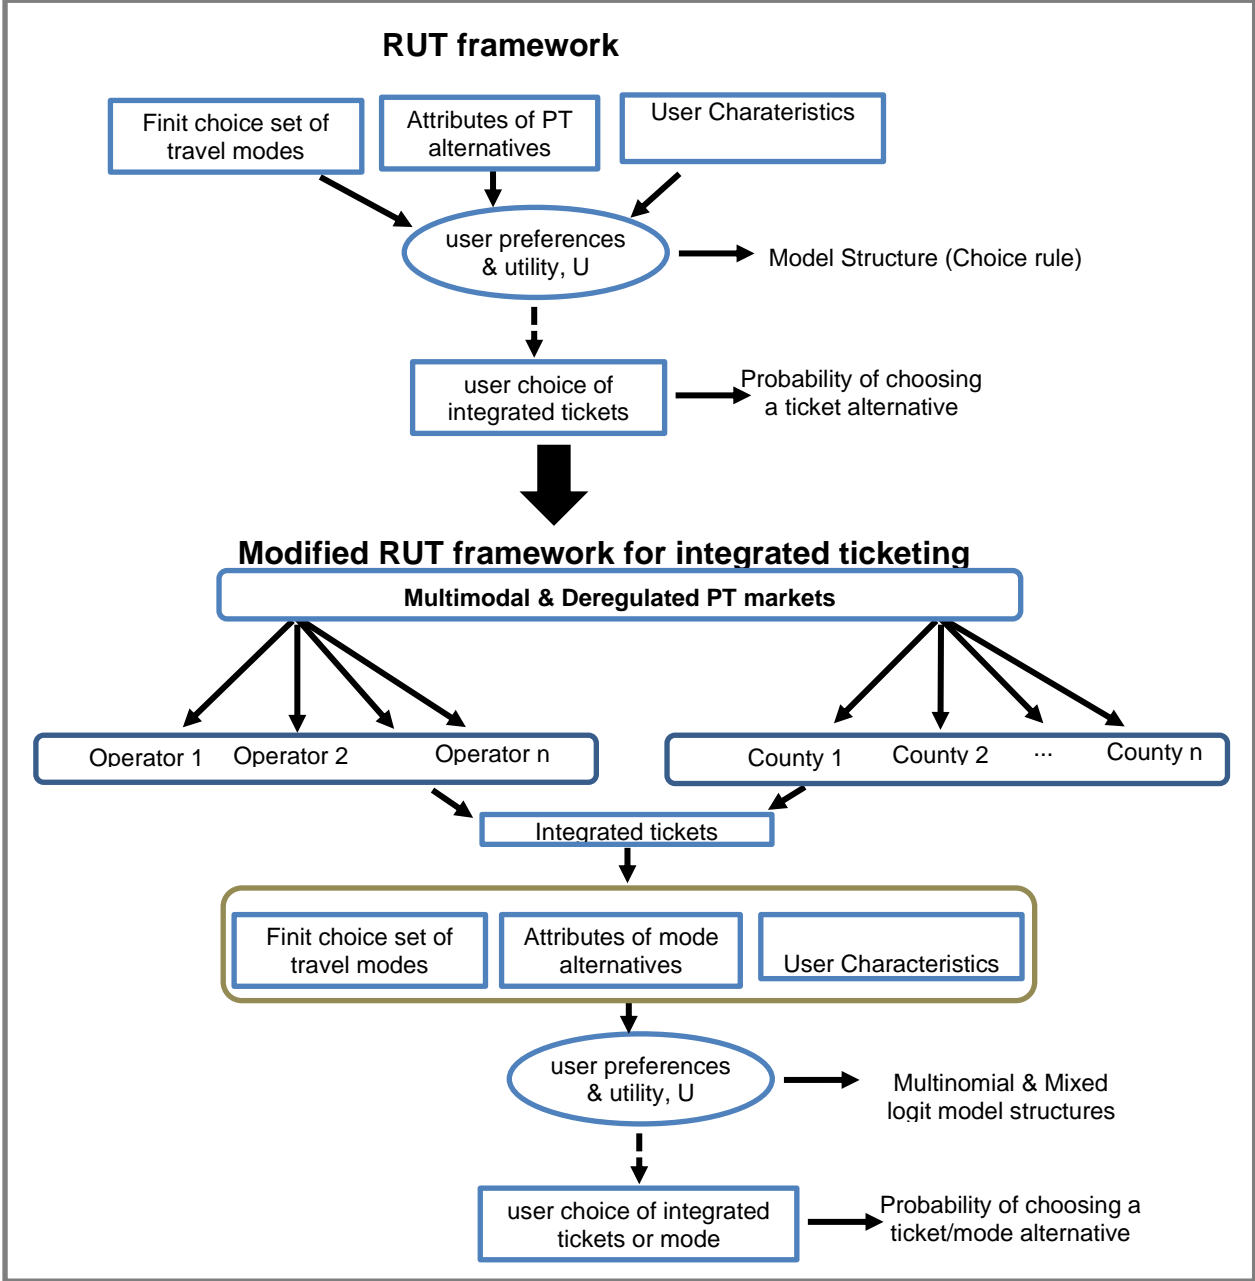 RUT framework
Finit choice set of
travel modes
Attributes of PT
alternatives
User Charateristics
user preferences
& utility, U
Model Structure (Choice rule)
user choice of
integrated tickets
Probability of choosing
a ticket alternative
Modified RUT framework for integrated ticketing
Multimodal & Deregulated PT markets
Operator 1
Operator 2
Operator n
County 1
County 2
...
County n
Integrated tickets
Finit choice set of
travel modes
Attributes of mode
alternatives
User Characteristics
user preferences
& utility, U
Multinomial & Mixed
logit model structures
user choice of integrated
tickets or mode
Probability of choosing a
ticket/mode alternative